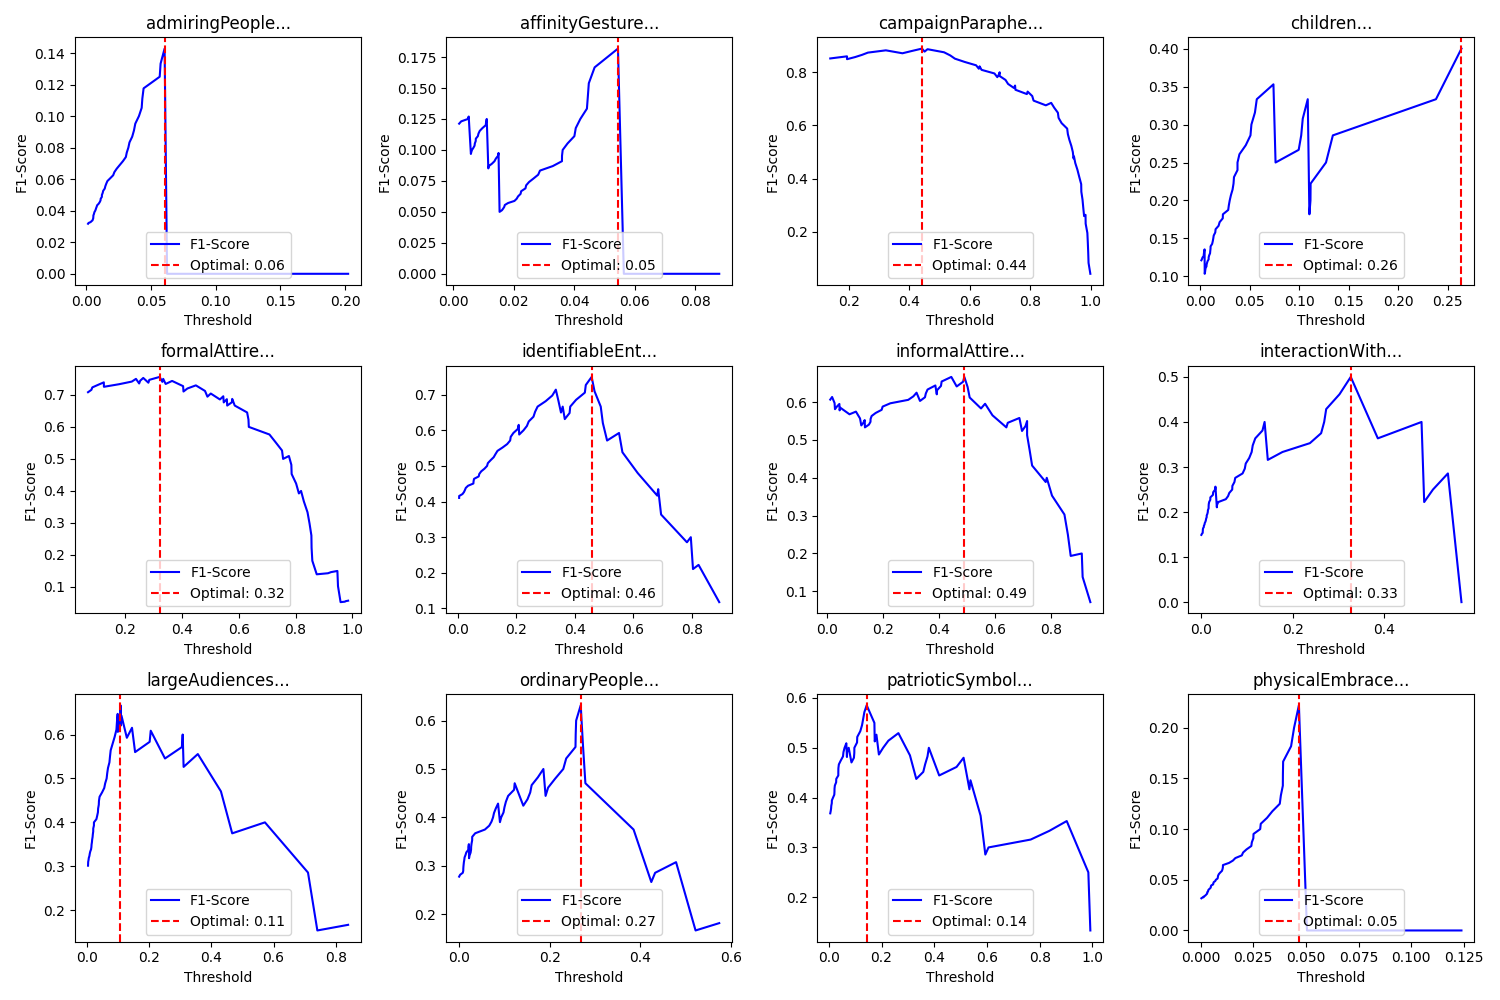 admiringPeople...
affinityGesture...
campaignParaphe...
children...
F1-Score
0.14
0.12
0.10
0.08
0.06
0.04
0.02
0.00
0.00 0.05 0.10 0.15 0.20
Threshold
F1-Score
Optimal: 0.06
F1-Score
0.175
0.150
0.125
0.100
0.075
0.050
0.025
0.000
0.00 0.02 0.04 0.06 0.08
Threshold
F1-Score
Optimal: 0.05
F1-Score
0.8
0.6
0.4
0.2
0.2 0.4 0.6 0.8 1.0
Threshold
F1-Score
Optimal: 0.44
F1-Score
0.40
0.35
0.30
0.25
0.20
0.15
0.10
0.00 0.05 0.10 0.15 0.20 0.25
Threshold
F1-Score
Optimal: 0.26
formalAttire...
identifiableEnt...
informalAttire...
interactionWith...
F1-Score
0.7
0.6
0.5
0.4
0.3
0.2
0.1
0.2 0.4 0.6 0.8 1.0
Threshold
F1-Score
Optimal: 0.32
F1-Score
0.7
0.6
0.5
0.4
0.3
0.2
0.1
0.0 0.2 0.4 0.6 0.8
Threshold
F1-Score
Optimal: 0.46
F1-Score
0.6
0.5
0.4
0.3
0.2
0.1
0.0 0.2 0.4 0.6 0.8
Threshold
F1-Score
Optimal: 0.49
F1-Score
0.5
0.4
0.3
0.2
0.1
0.0
0.0 0.2 0.4
Threshold
F1-Score
Optimal: 0.33
largeAudiences...
ordinaryPeople...
patrioticSymbol...
physicalEmbrace...
F1-Score
0.6
0.5
0.4
0.3
0.2
0.0 0.2 0.4 0.6 0.8
Threshold
F1-Score
Optimal: 0.11
F1-Score
0.6
0.5
0.4
0.3
0.2
0.0 0.1 0.2 0.3 0.4 0.5 0.6
Threshold
F1-Score
Optimal: 0.27
F1-Score
0.6
0.5
0.4
0.3
0.2
0.0 0.2 0.4 0.6 0.8 1.0
Threshold
F1-Score
Optimal: 0.14
F1-Score
0.20
0.15
0.10
0.05
0.00
0.000 0.025 0.050 0.075 0.100 0.125
Threshold
F1-Score
Optimal: 0.05